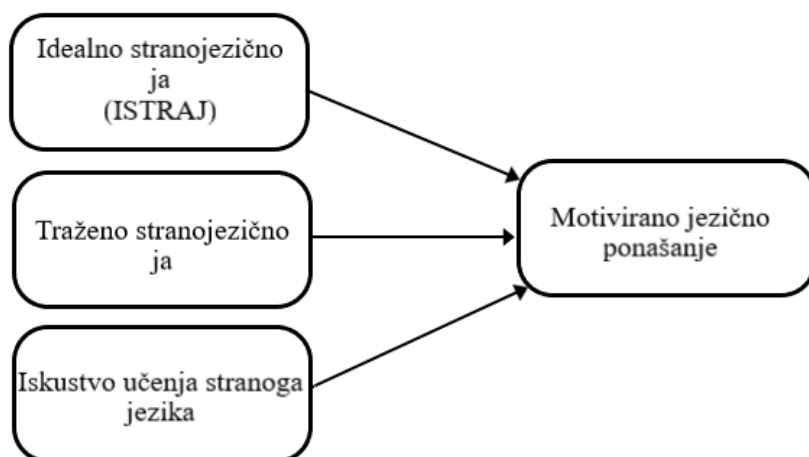 Idealno stranojezično
ja
(ISTRAJ)
Traženo stranojezično
ja
Iskustvo učenja stranoga
jezika
Motivirano jezično
ponašanje